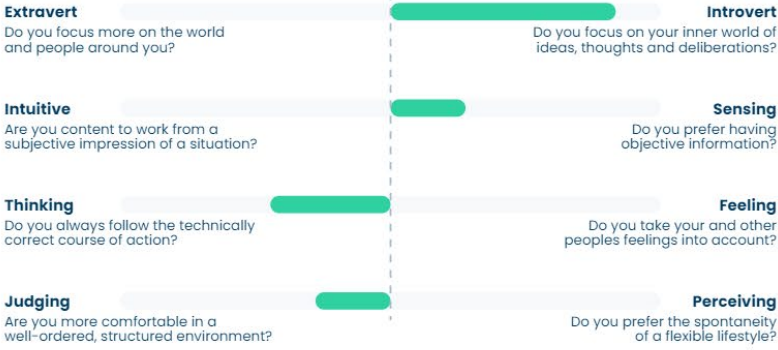 Extravert
Introvert
Do you focus more on the world
and people around you?
Do you focus on your inner world of
ideas, thoughts and deliberations?
Intuitive
Sensing
Are you content to work from a
subjective impression of a situation?
Do you prefer having
objective information?
Thinking
Feeling
Do you always follow the technically
correct course of action?
Do you take your and other
peoples feelings into account?
Judging
Perceiving
Are you more comfortable in a
well-ordered, structured environment?
Do you prefer the spontaneity
of a flexible lifestyle?